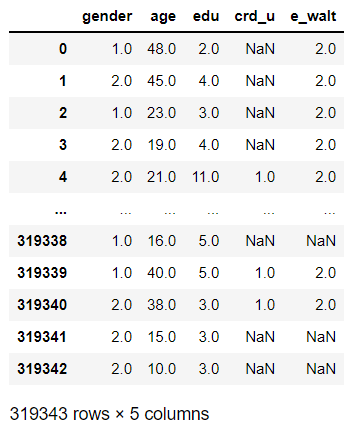 gender age edu crd_u e_walt
0 1.0 48.0 2.0 NaN 2.0
1 2.0 45.0 4.0 NaN 2.0
2 1.0 23.0 3.0 NaN 2.0
3 2.0 19.0 4.0 NaN 2.0
4 2.0 21.0 11.0 1.0 2.0
... ... ... ... ... ...
319338 1.0 16.0 5.0 NaN NaN
319339 1.0 40.0 5.0 1.0 2.0
319340 2.0 38.0 3.0 1.0 2.0
319341 2.0 15.0 3.0 NaN NaN
319342 2.0 10.0 3.0 NaN NaN
319343 rows × 5 columns